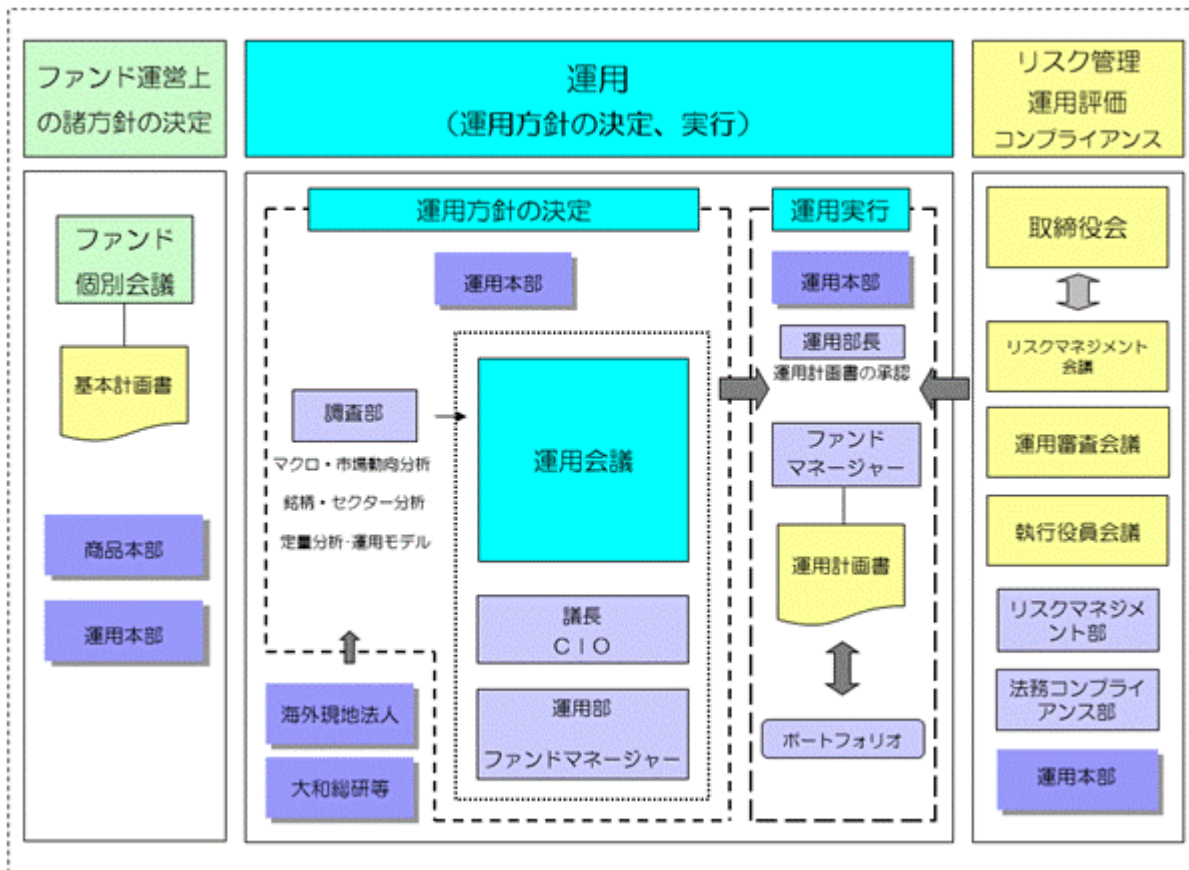 ファンド運営上
の諸方針の決定
運用
（運用方針の決定、実行）
リスク管理
運用評価
コンプライアンス
ファンド
個別会議
基本計画書
商品本部
運用本部
運用方針の決定
運用本部
調査部
マクロ・市場動向分析
銘柄・セクター分析
定量分析・運用モデル
運用会議
議長
ＣＩＯ
運用部
ファンドマネージャー
海外現地法人
大和総研等
運用実行
運用本部
運用部長
運用計画書の承認
ファンド
マネージャー
運用計画書
ポートフォリオ
取締役会
リスクマネジメント
会議
運用審査会議
執行役員会議
リスクマネジメ
ント部
法務コンプライ
アンス部
運用本部